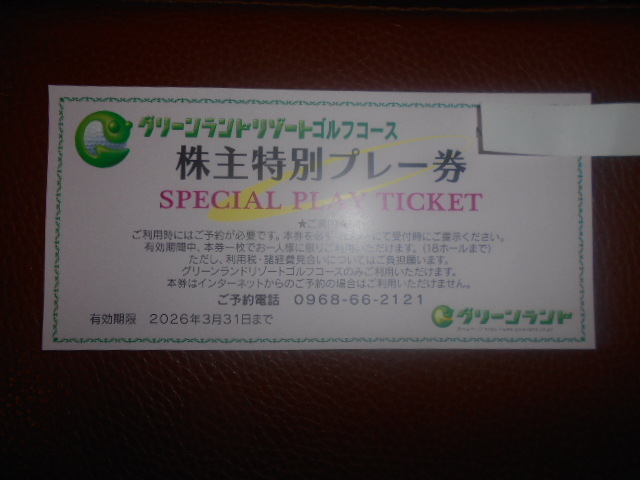 グリーンランドリゾートゴルフコース
株主特別プレー券
SPECIAL PLAY TICKET
★ご案内★
ご利用時にはご予約が必要です。本券を必ず にて受付時にご提示ください。
有効期間中、本券一枚でお一人様に限りご利用いただけます。(18ホールまで)
ただし、利用税・諸経費見合いについてはご負担願います。
グリーンランドリゾートゴルフコースのみご利用いただけます。
本券はインターネットからのご予約の場合はご利用いただけません。
ご予約電話 0968-66-2121
有効期限 2026年3月31日まで
グリーンランド